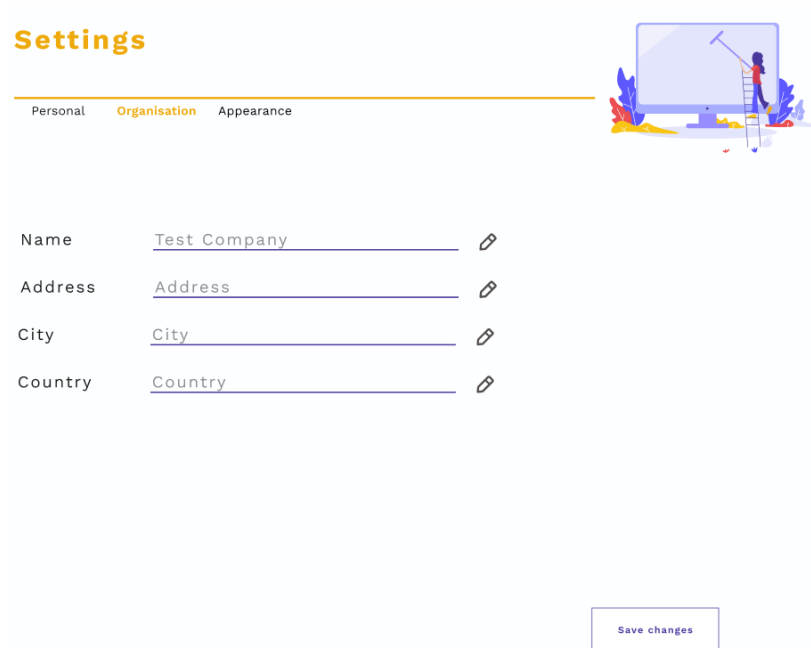 Settings
Personal Organisation Appearance
Name Test Company
Address Address
City City
Country Country
Save changes